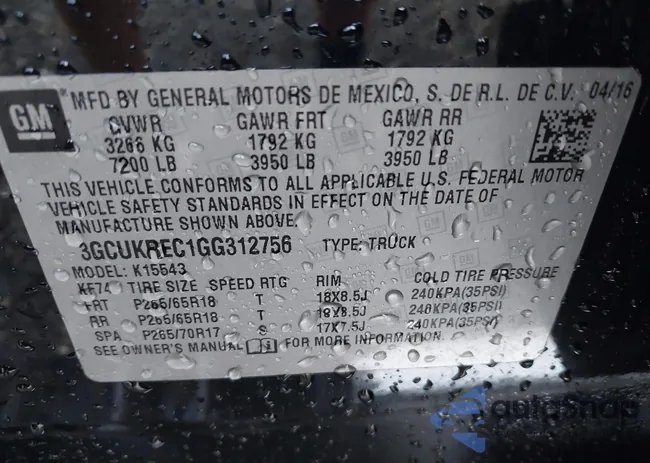 GM
MFD BY GENERAL MOTORS DE MEXICO, S. DE R.L. DE C.V. 04/16
GVWR GAWR FRT GAWR RR
3266 KG 1792 KG 1792 KG
7200 LB 3950 LB 3950 LB
THIS VEHICLE CONFORMS TO ALL APPLICABLE U.S. FEDERAL MOTOR
VEHICLE SAFETY STANDARDS IN EFFECT ON THE DATE OF
MANUFACTURE SHOWN ABOVE.
3GCUKREC1GG312756 TYPE: TRUCK
MODEL: K15543
TIRE SIZE SPEED RTG RIM COLD TIRE PRESSURE
FRT P265/65R18 T 18X8.5J 240KPA(35PSI)
RR P265/65R18 T 18X8.5J 240KPA(35PSI)
SPA P265/70R17 S 17X7.5J 240KPA(35PSI)
SEE OWNER'S MANUAL FOR MORE INFORMATION.
autoSnap